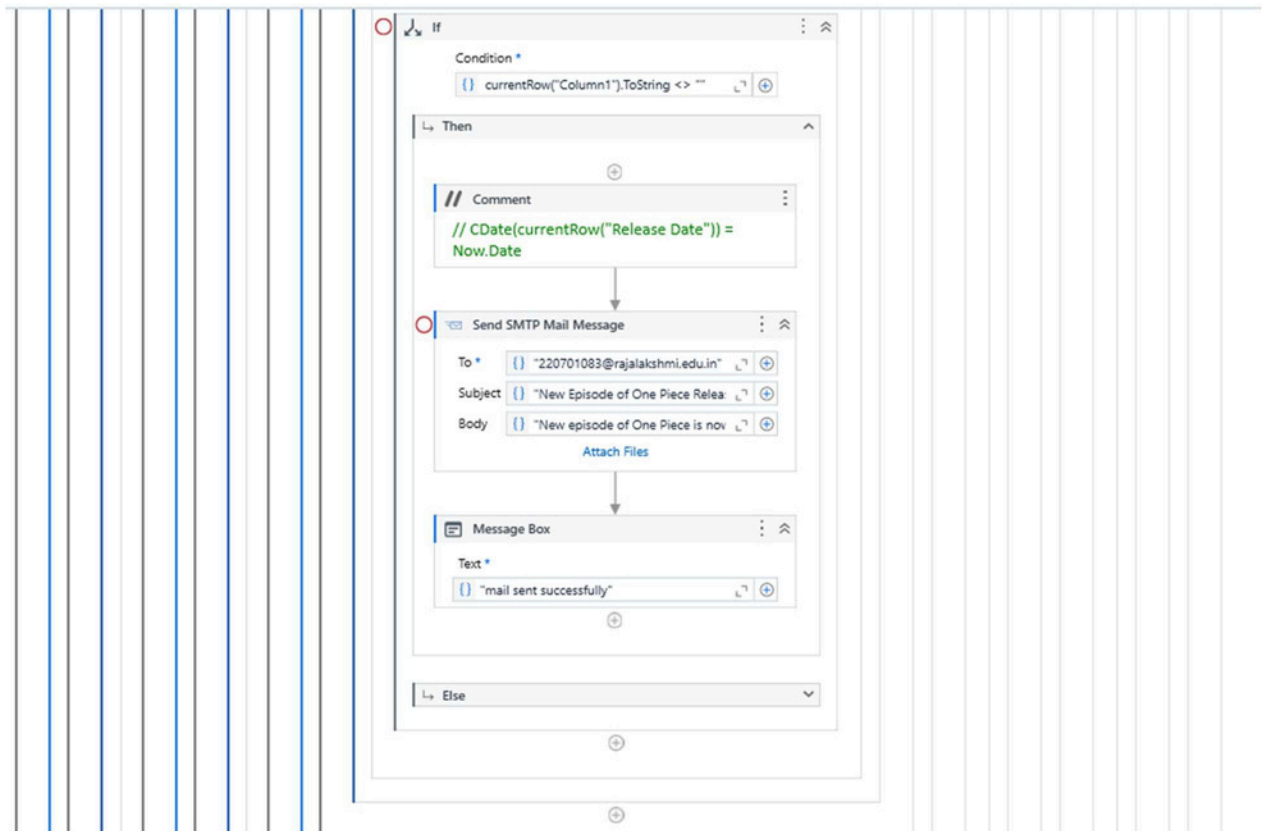 If
Condition *
currentRow("Column1").ToString <> ""
Then
// Comment
// CDate(currentRow("Release Date")) =
Now.Date
Send SMTP Mail Message
To * "220701083@rajalakshmi.edu.in"
Subject "New Episode of One Piece Relea
Body "New episode of One Piece is nov
Attach Files
Message Box
Text *
"mail sent successfully"
Else